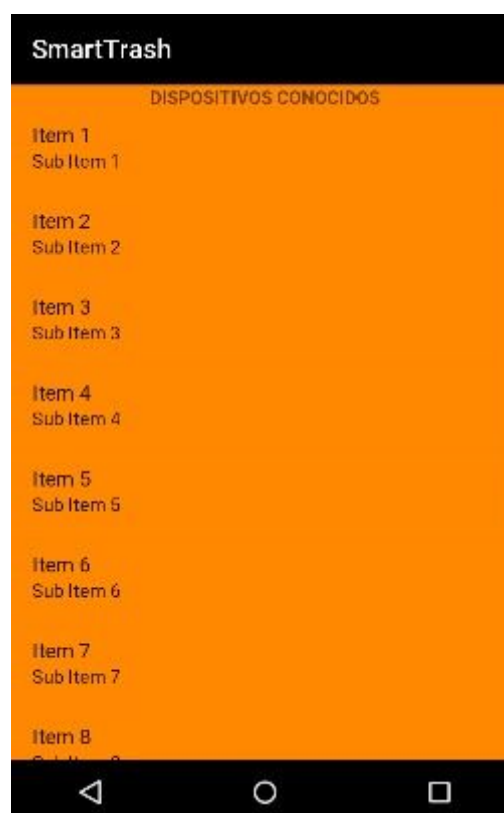 SmartTrash
DISPOSITIVOS CONOCIDOS
Item 1
Sub Item 1
Item 2
Sub Item 2
Item 3
Sub Item 3
Item 4
Sub Item 4
Item 5
Sub Item 5
Item 6
Sub Item 6
Item 7
Sub Item 7
Item 8